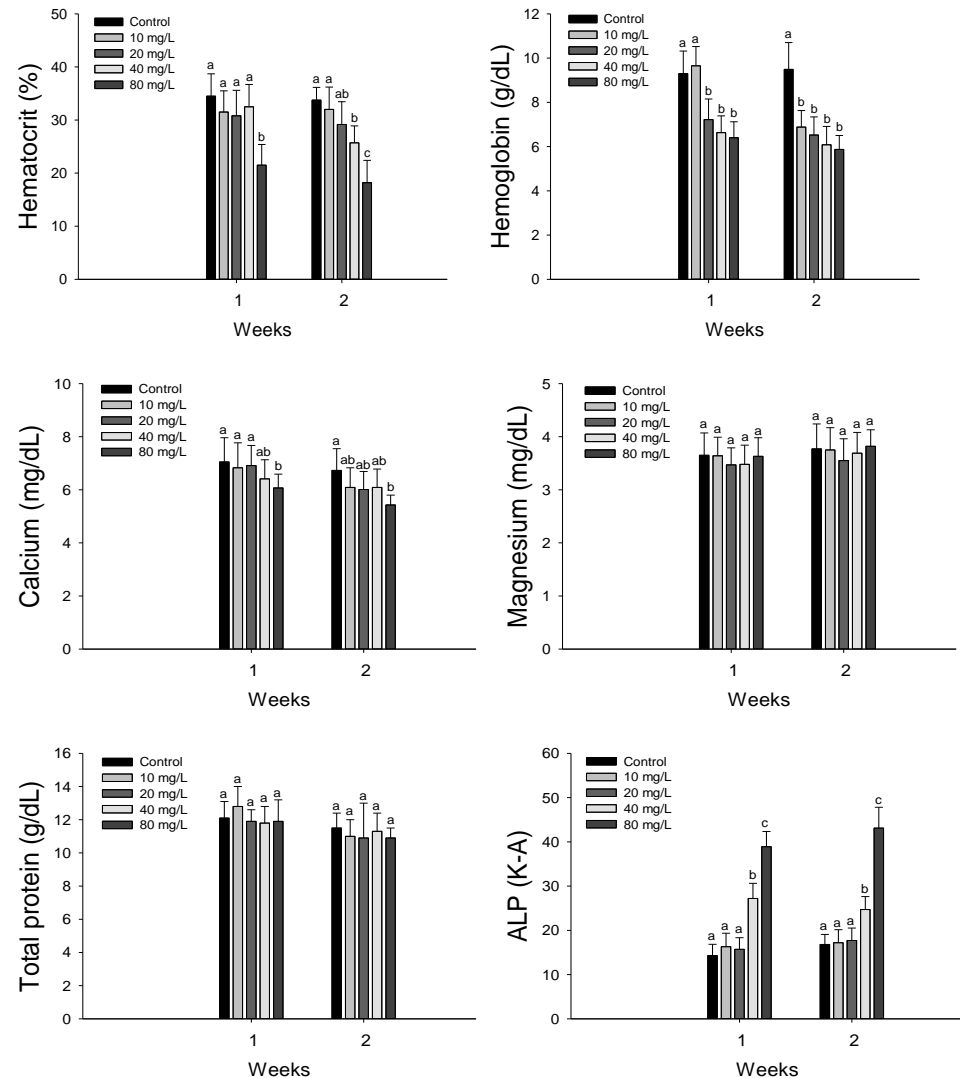 Hematocrit (%)
50
40
30
20
10
0
Control
10 mg/L
20 mg/L
40 mg/L
80 mg/L
a a a a b
a a ab b c
1 2
Weeks
Hemoglobin (g/dL)
12
10
8
6
4
2
0
Control
10 mg/L
20 mg/L
40 mg/L
80 mg/L
a a b b b
a b b b b
1 2
Weeks
Calcium (mg/dL)
10
8
6
4
2
0
Control
10 mg/L
20 mg/L
40 mg/L
80 mg/L
a a a ab b
a ab ab ab b
1 2
Weeks
Magnesium (mg/dL)
5
4
3
2
1
0
Control
10 mg/L
20 mg/L
40 mg/L
80 mg/L
a a a a a
a a a a a
1 2
Weeks
Total protein (g/dL)
16
14
12
10
8
6
4
2
0
Control
10 mg/L
20 mg/L
40 mg/L
80 mg/L
a a a a a
a a a a a
1 2
Weeks
ALP (K-A)
60
50
40
30
20
10
0
Control
10 mg/L
20 mg/L
40 mg/L
80 mg/L
a a a b c
a a a b c
1 2
Weeks